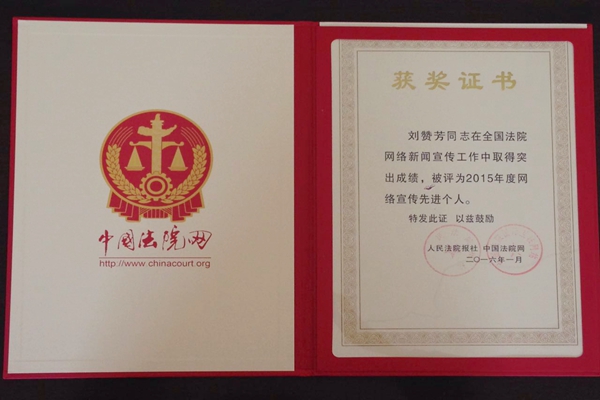 中国法院网
http://www.chinacourt.org
获奖证书
刘赞芳同志在全国法院
网络新闻宣传工作中取得突
出成绩，被评为2015年度网
络宣传先进个人。
特发此证 以兹鼓励
人民法院报社 中国法院网
二〇一六年一月